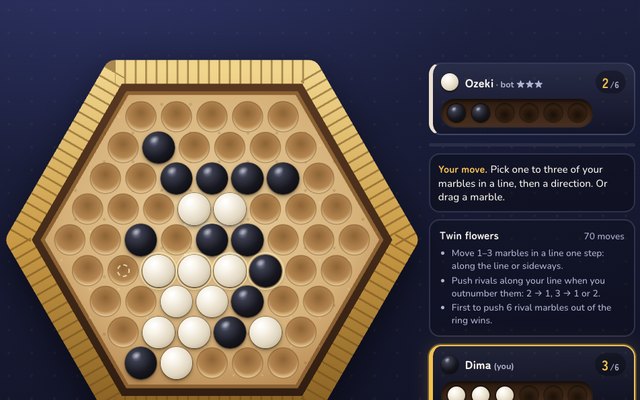 Ozeki · bot ★★★
2/6
Your move. Pick one to three of your
marbles in a line, then a direction. Or
drag a marble.
Twin flowers 70 moves
• Move 1–3 marbles in a line one step:
along the line or sideways.
• Push rivals along your line when you
outnumber them: 2 → 1, 3 → 1 or 2.
• First to push 6 rival marbles out of the
ring wins.
Dima (you)
3/6